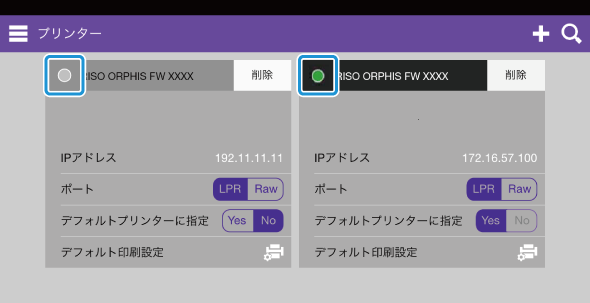 プリンター
RISO ORPHIS FW XXXX
削除
IPアドレス 192.11.11.11
ポート LPR Raw
デフォルトプリンターに指定 Yes No
デフォルト印刷設定
RISO ORPHIS FW XXXX
削除
IPアドレス 172.16.57.100
ポート LPR Raw
デフォルトプリンターに指定 Yes No
デフォルト印刷設定